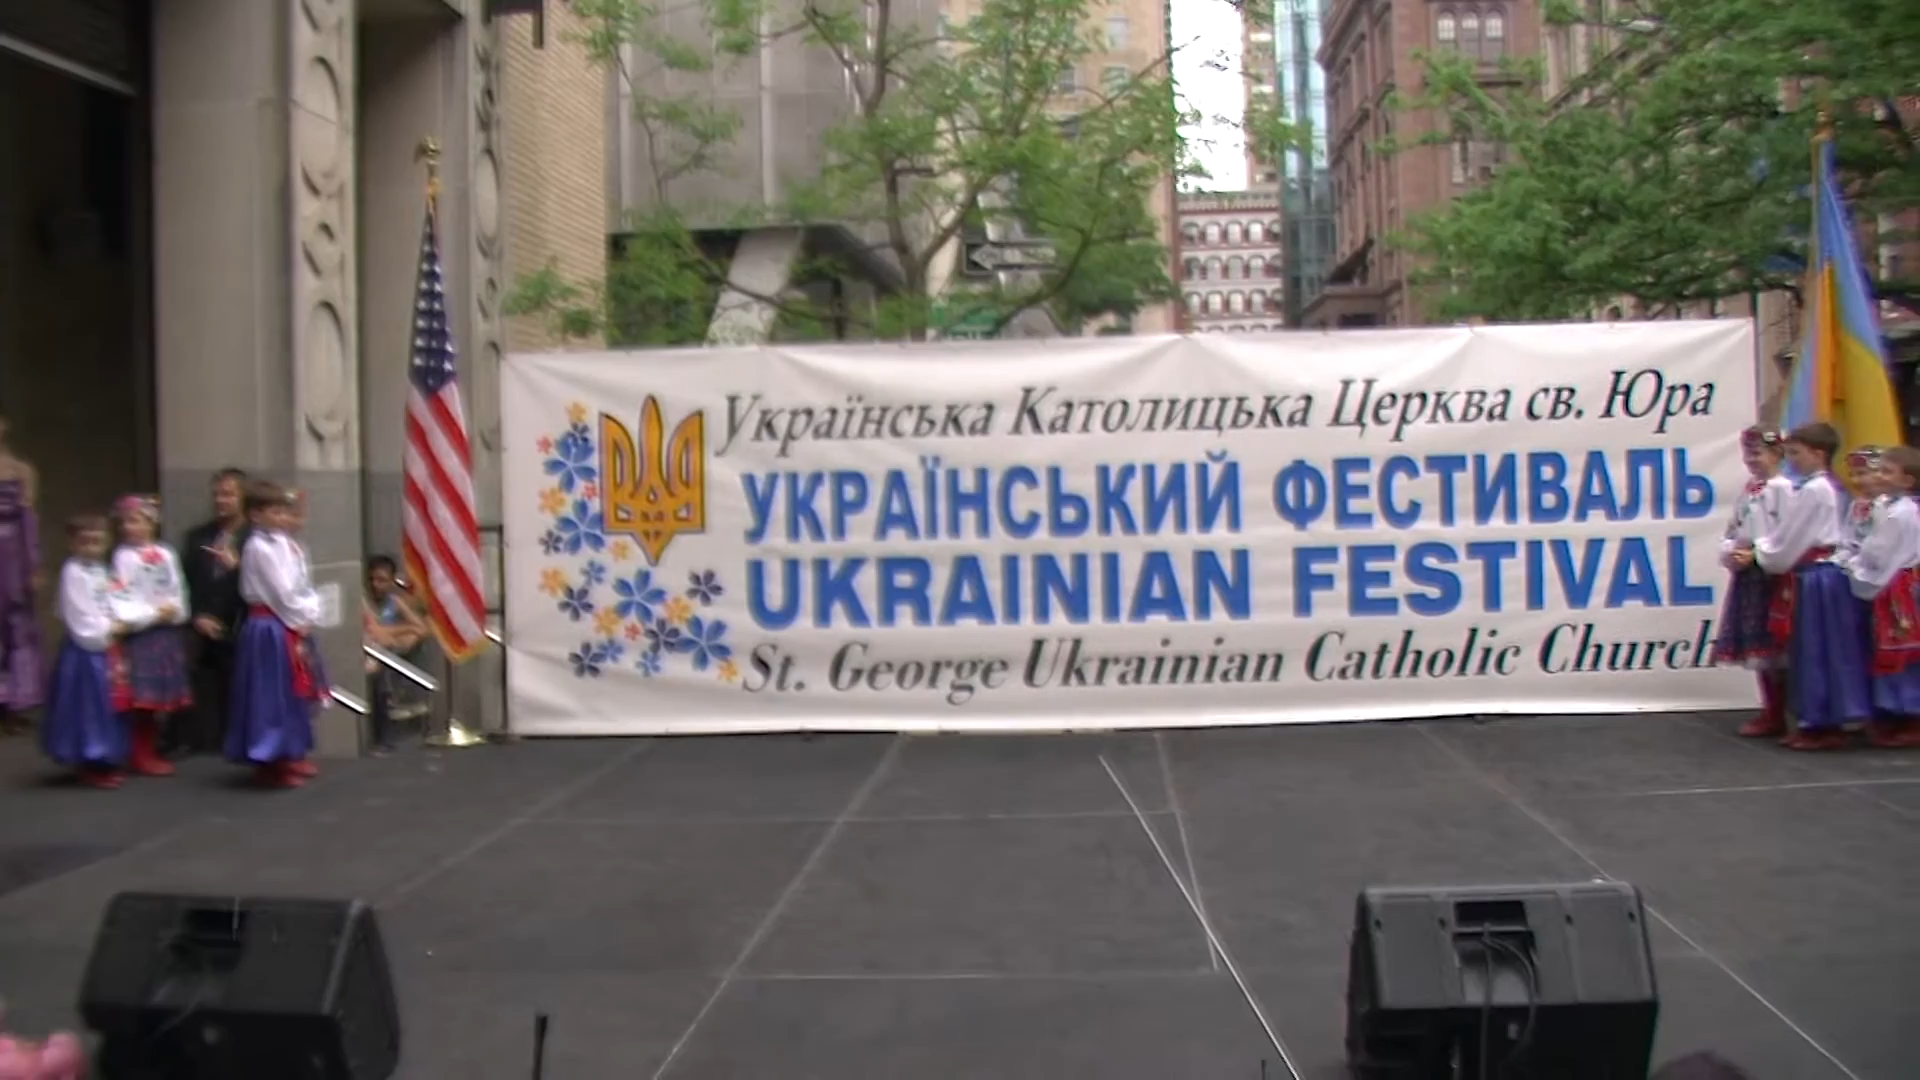 Українська Католицька Церква св. Юра
УКРАЇНСЬКИЙ ФЕСТИВАЛЬ
UKRAINIAN FESTIVAL
St. George Ukrainian Catholic Church